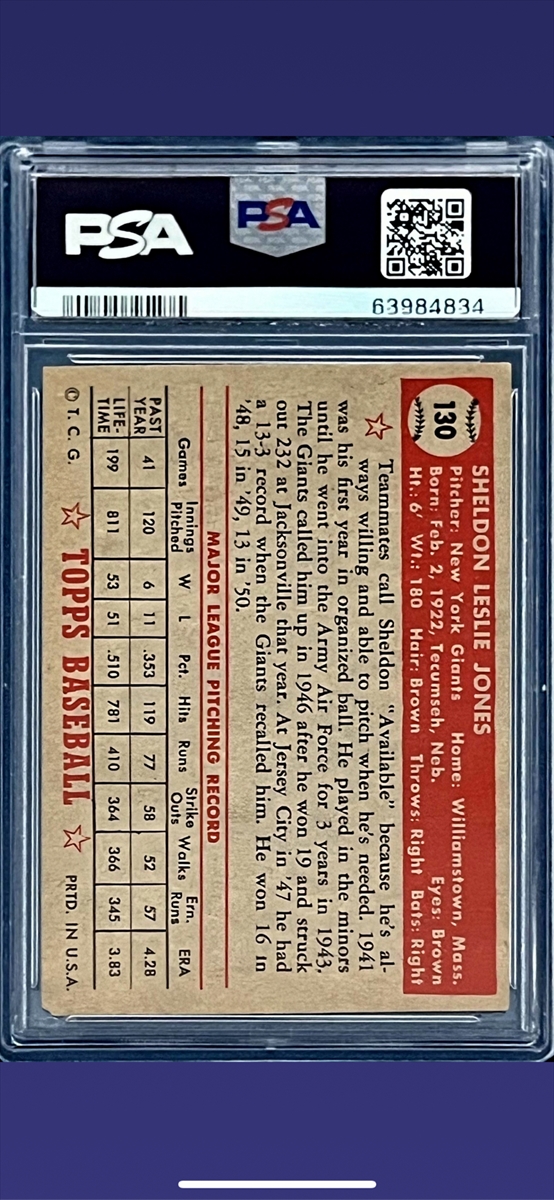 PSA
PSA
63984834
130
SHELDON LESLIE JONES
Pitcher: New York Giants Home: Williamstown, Mass.
Born: Feb. 2, 1922, Tecumseh, Neb. Eyes: Brown
Ht.: 6' Wt.: 180 Hair: Brown Throws: Right Bats: Right
Teammates call Sheldon "Available" because he's al-
ways willing and able to pitch when he's needed. 1941
was his first year in organized ball. He played in the minors
until he went into the Army Air Force for 3 years in 1943.
The Giants called him up in 1946 after he won 19 and struck
out 232 at Jacksonville that year. At Jersey City in '47 he had
a 13-3 record when the Giants recalled him. He won 16 in
'48, 15 in '49, 13 in '50.
MAJOR LEAGUE PITCHING RECORD
Games Innings Pitched W L Pct. Hits Runs Strike Outs Walks Ern. Runs ERA
PAST YEAR 41 120 6 11 .353 119 77 58 52 57 4.28
LIFE-TIME 199 811 53 51 .510 781 410 364 366 345 3.83
© T. C. G. TOPPS BASEBALL PRTD. IN U.S.A.